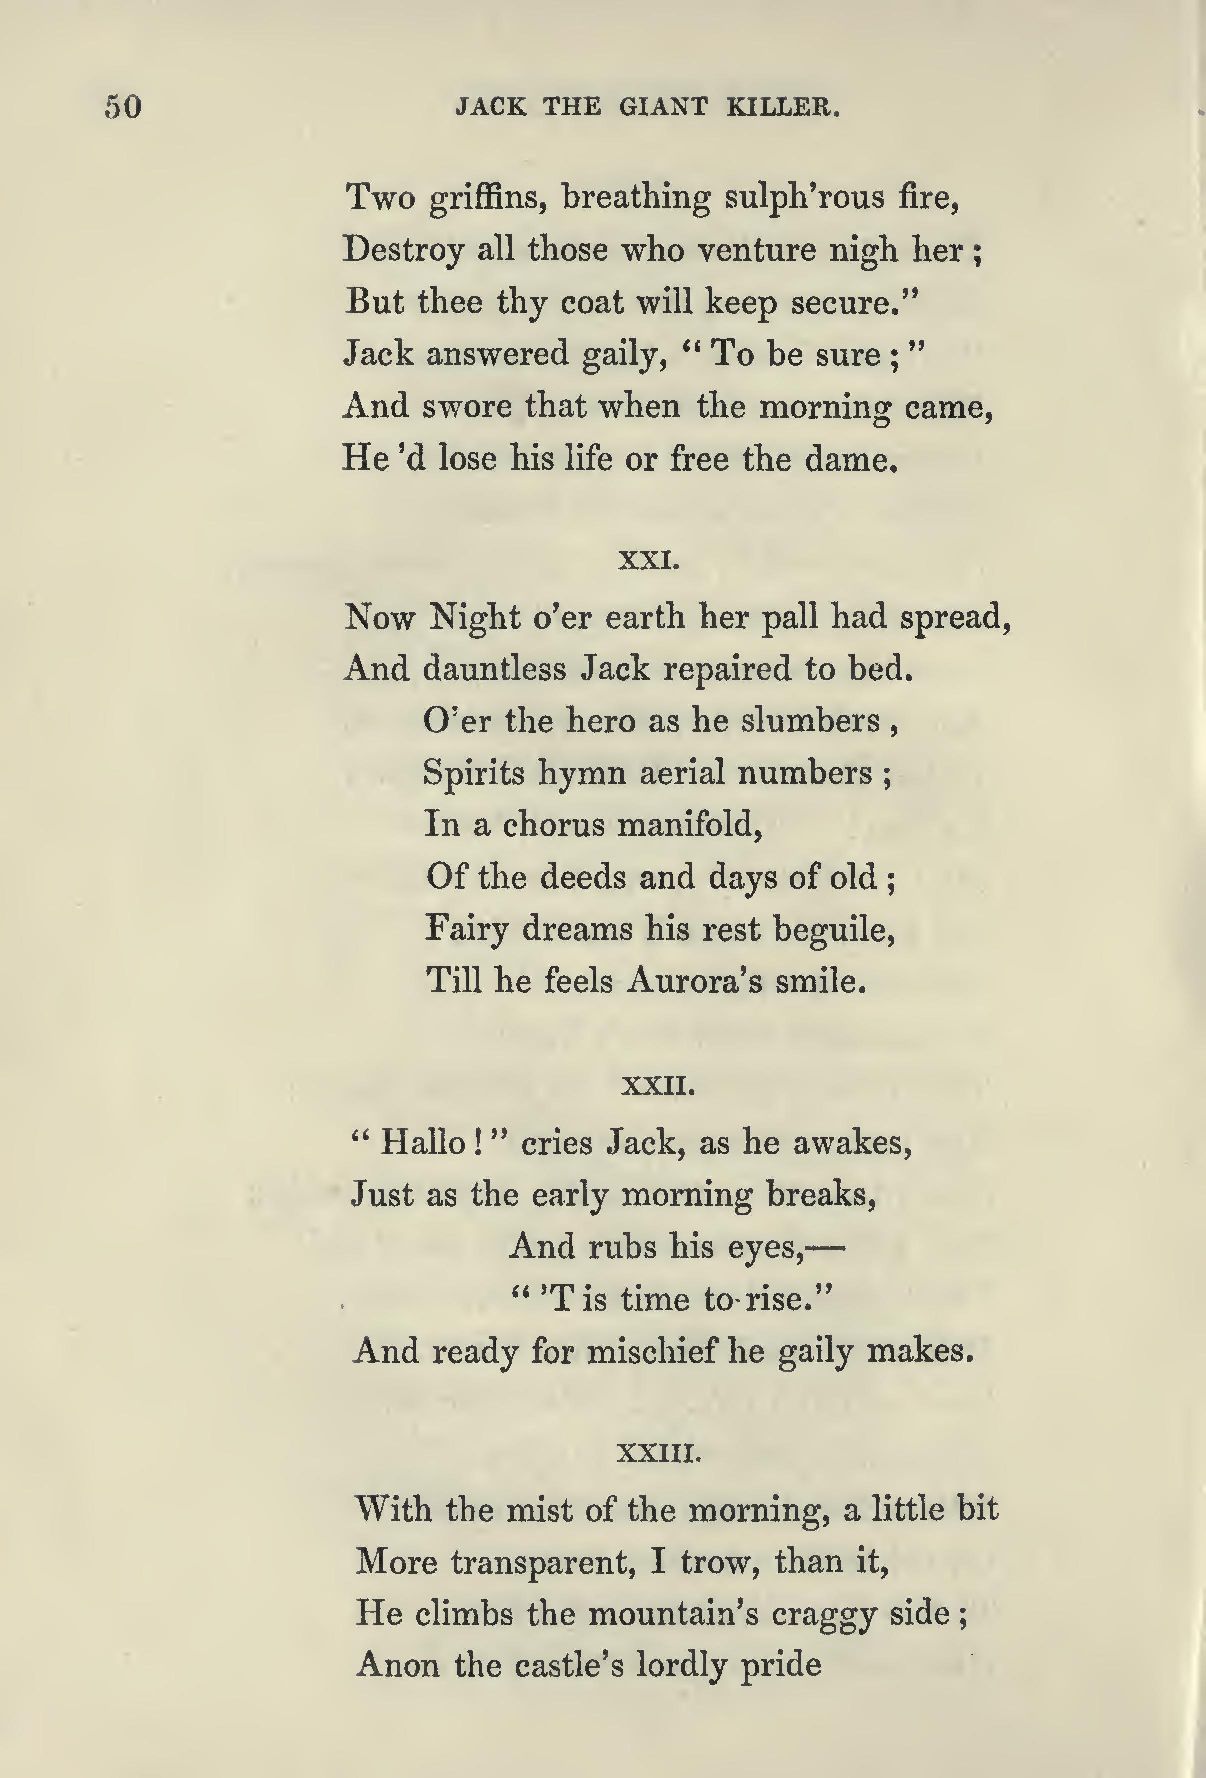 50 JACK THE GIANT KILLER.
Two griffins, breathing sulph'rous fire,
Destroy all those who venture nigh her ;
But thee thy coat will keep secure."
Jack answered gaily, " To be sure ; "
And swore that when the morning came,
He 'd lose his life or free the dame.
XXI.
Now Night o'er earth her pall had spread,
And dauntless Jack repaired to bed.
O'er the hero as he slumbers ,
Spirits hymn aerial numbers ;
In a chorus manifold,
Of the deeds and days of old ;
Fairy dreams his rest beguile,
Till he feels Aurora's smile.
XXII.
" Hallo ! " cries Jack, as he awakes,
Just as the early morning breaks,
And rubs his eyes,—
" 'T is time to rise."
And ready for mischief he gaily makes.
XXIII.
With the mist of the morning, a little bit
More transparent, I trow, than it,
He climbs the mountain's craggy side ;
Anon the castle's lordly pride